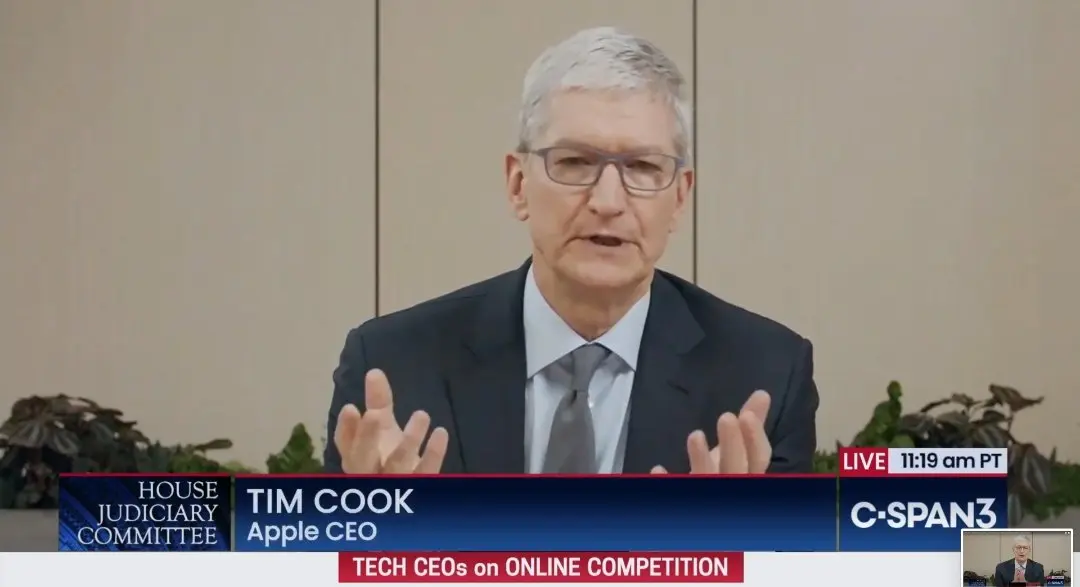 LIVE 11:19 am PT
HOUSE
JUDICIARY
COMMITTEE
TIM COOK
Apple CEO
C-SPAN3
TECH CEOs on ONLINE COMPETITION